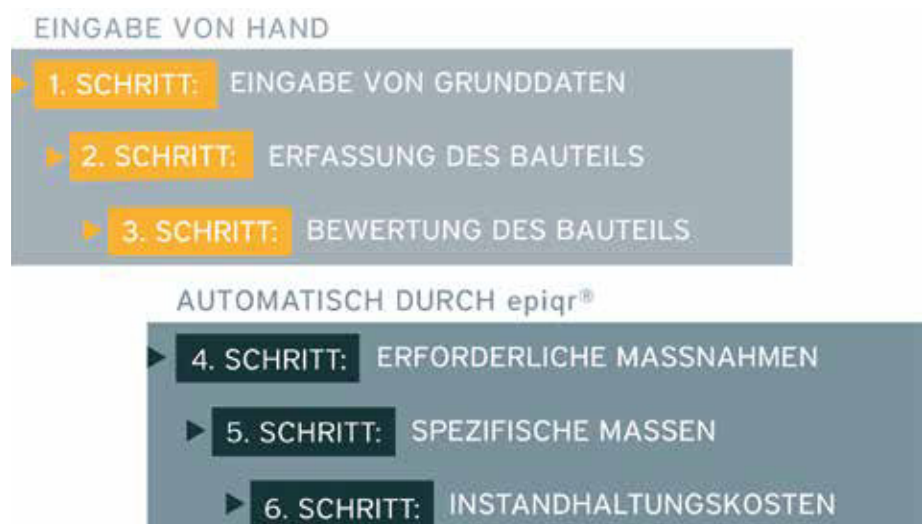 EINGABE VON HAND
1. SCHRITT: EINGABE VON GRUNDDATEN
2. SCHRITT: ERFASSUNG DES BAUTEILS
3. SCHRITT: BEWERTUNG DES BAUTEILS
AUTOMATISCH DURCH epiqr®
4. SCHRITT: ERFORDERLICHE MASSNAHMEN
5. SCHRITT: SPEZIFISCHE MASSEN
6. SCHRITT: INSTANDHALTUNGSKOSTEN